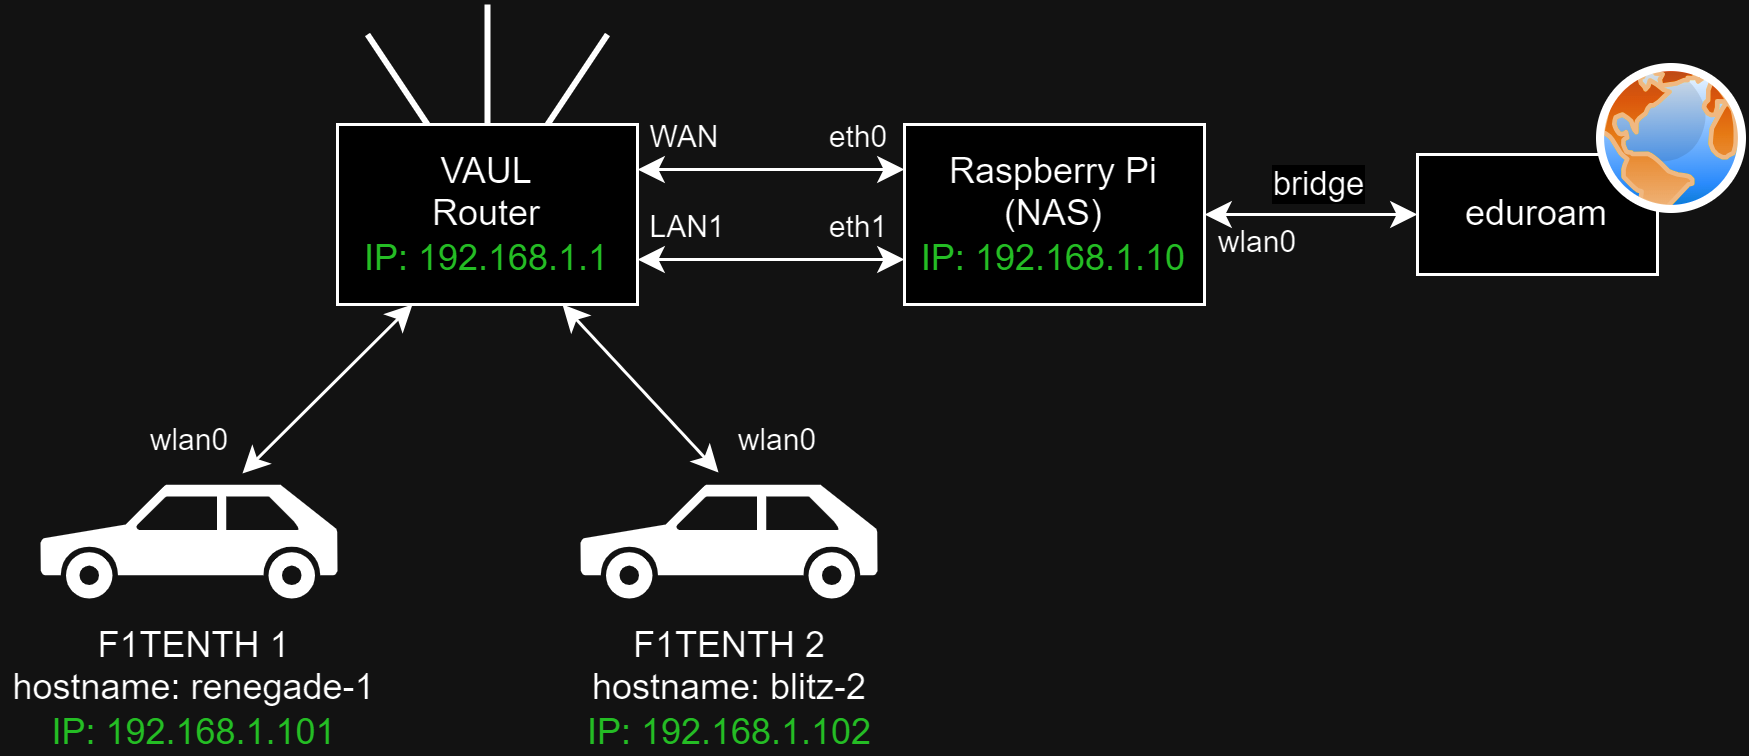 VAUL
Router
IP: 192.168.1.1
WAN
eth0
LAN1
eth1
Raspberry Pi
(NAS)
IP: 192.168.1.10
bridge
wlan0
eduroam
wlan0
wlan0
F1TENTH 1
hostname: renegade-1
IP: 192.168.1.101
F1TENTH 2
hostname: blitz-2
IP: 192.168.1.102